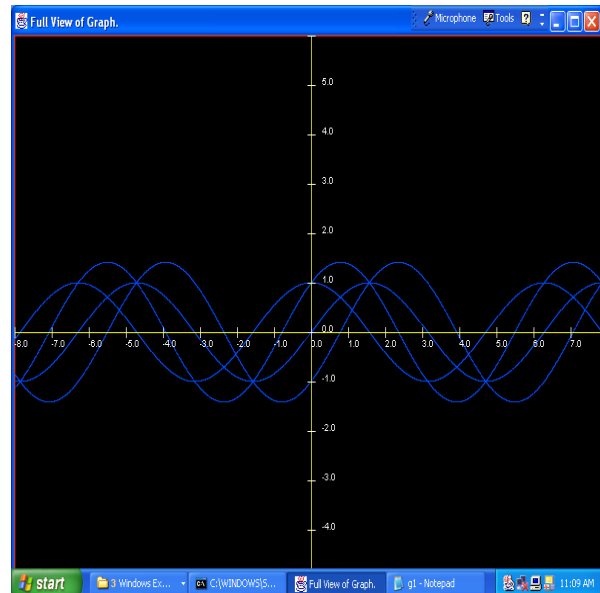 Full View of Graph.
Microphone Tools
5.0
4.0
3.0
2.0
1.0
0.0
-8.0 -7.0 -6.0 -5.0 -4.0 -3.0 -2.0 -1.0 0.0 1.0 2.0 3.0 4.0 5.0 6.0 7.0
-1.0
-2.0
-3.0
-4.0
start 3 Windows Ex... C:\WINDOWS\S... Full View of Graph. g1 - Notepad 11:09 AM